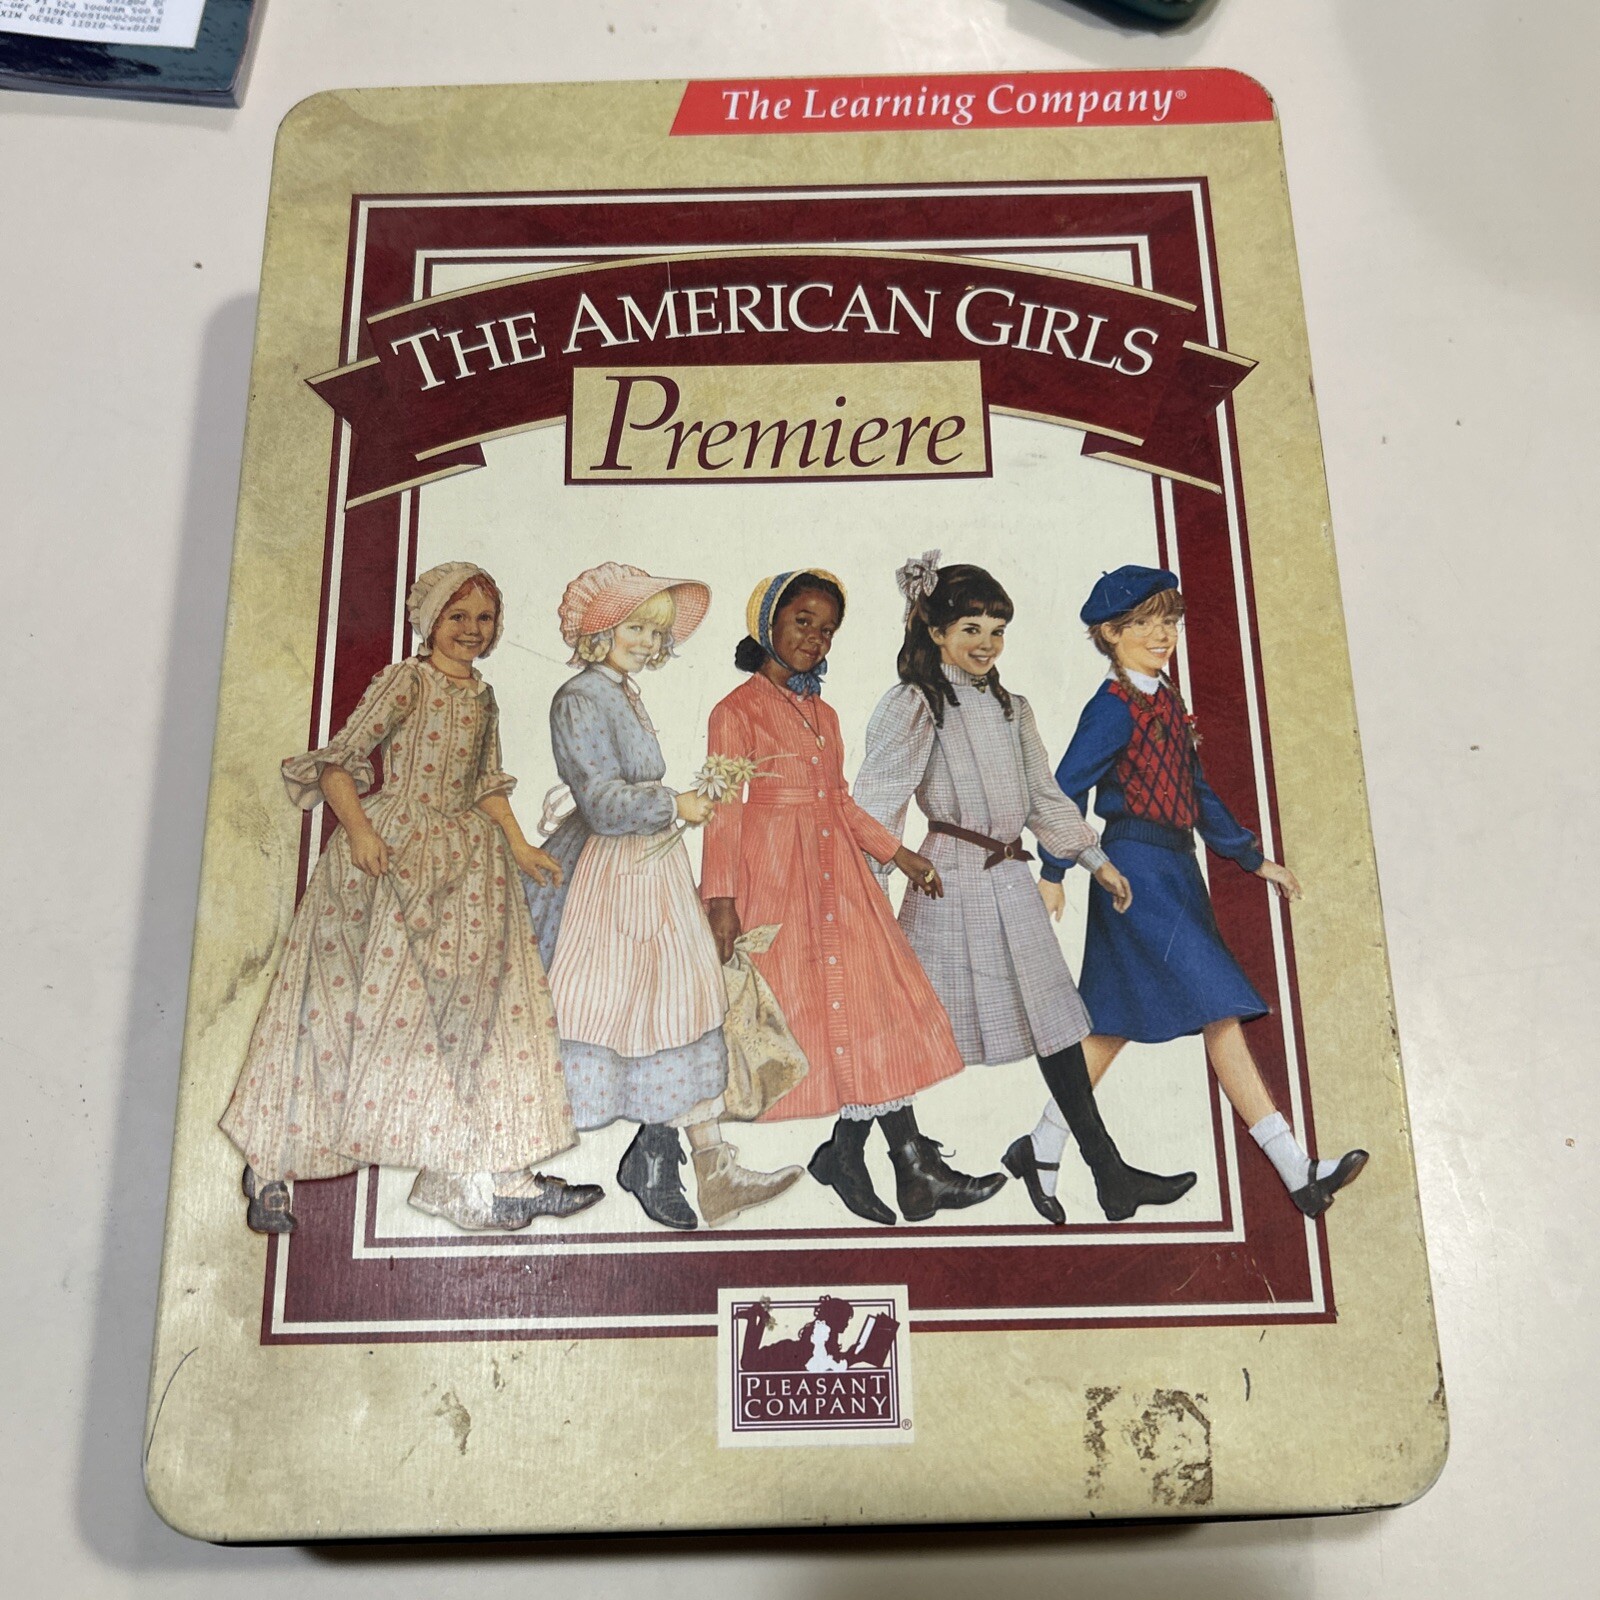 The Learning Company®
THE AMERICAN GIRLS
Premiere
PLEASANT
COMPANY®